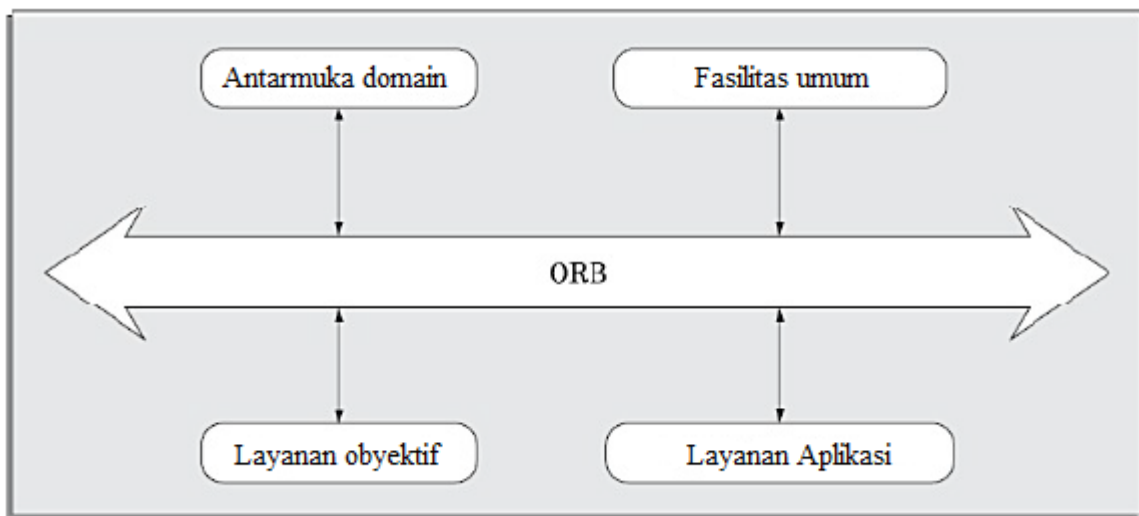 Antarmuka domain
Fasilitas umum
ORB
Layanan obyektif
Layanan Aplikasi